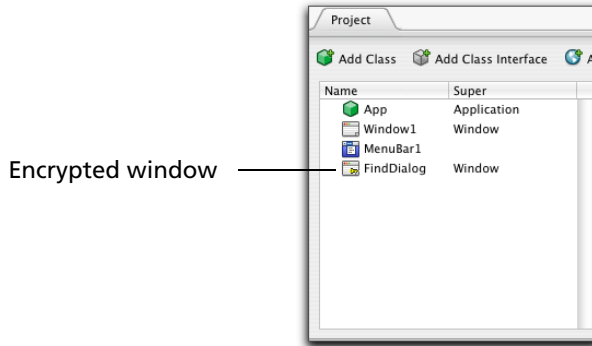 Project
Add Class Add Class Interface A
Name Super
App Application
Window1 Window
MenuBar1
Encrypted window FindDialog Window